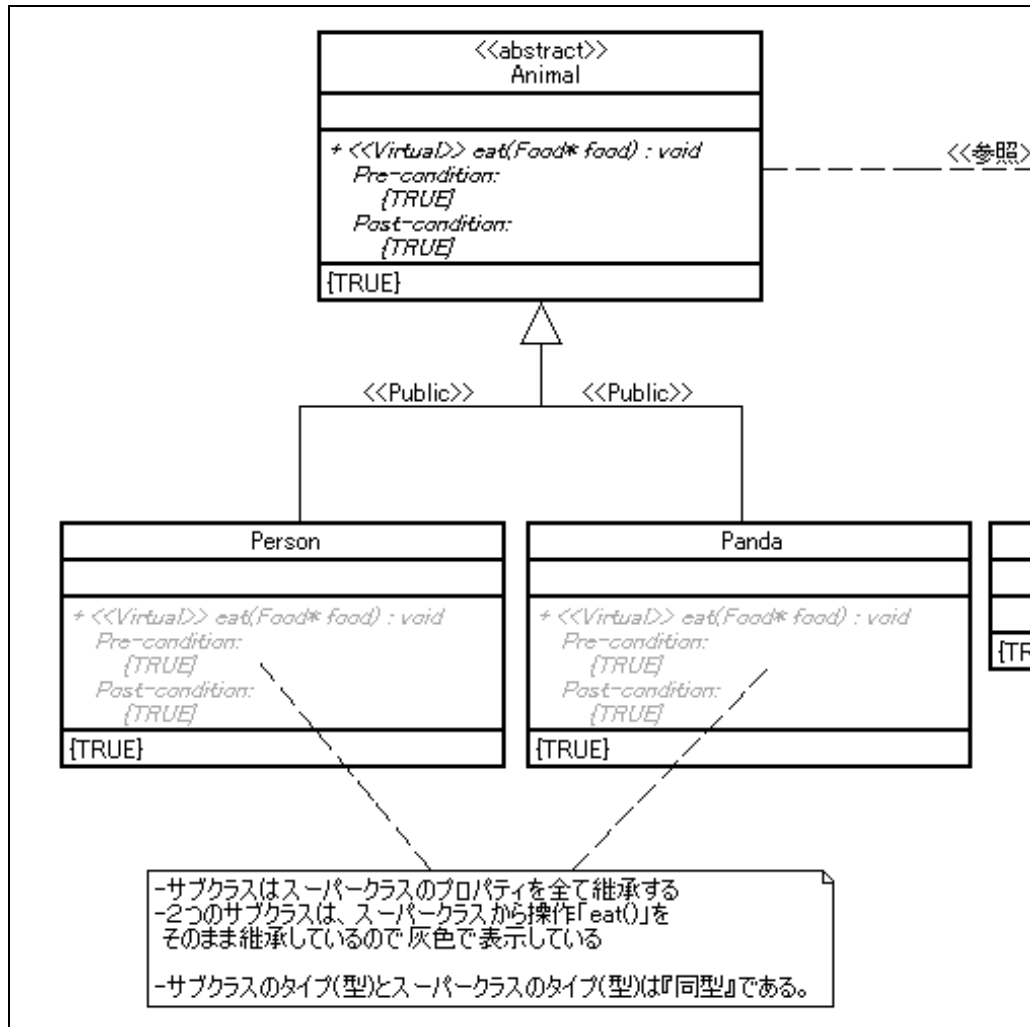 <<abstract>>
Animal
+ <<Virtual>> eat(Food* food) : void
Pre-condition:
{TRUE}
Post-condition:
{TRUE}
{TRUE}
<<参照>
<<Public>>
<<Public>>
Person
+ <<Virtual>> eat(Food* food) : void
Pre-condition:
{TRUE}
Post-condition:
{TRUE}
{TRUE}
Panda
+ <<Virtual>> eat(Food* food) : void
Pre-condition:
{TRUE}
Post-condition:
{TRUE}
{TRUE}
{TR
-サブクラスはスーパークラスのプロパティを全て継承する
-2つのサブクラスは、スーパークラスから操作「eat()」を
そのまま継承しているので灰色で表示している
-サブクラスのタイプ(型)とスーパークラスのタイプ(型)は『同型』である。